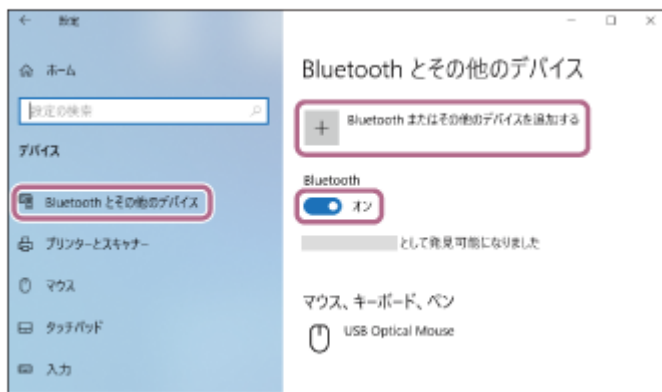 設定
ホーム
設定の検索
デバイス
Bluetooth とその他のデバイス
プリンターとスキャナー
マウス
タッチパッド
入力
Bluetooth とその他のデバイス
Bluetooth またはその他のデバイスを追加する
Bluetooth
オン
として発見可能になりました
マウス、キーボード、ペン
USB Optical Mouse